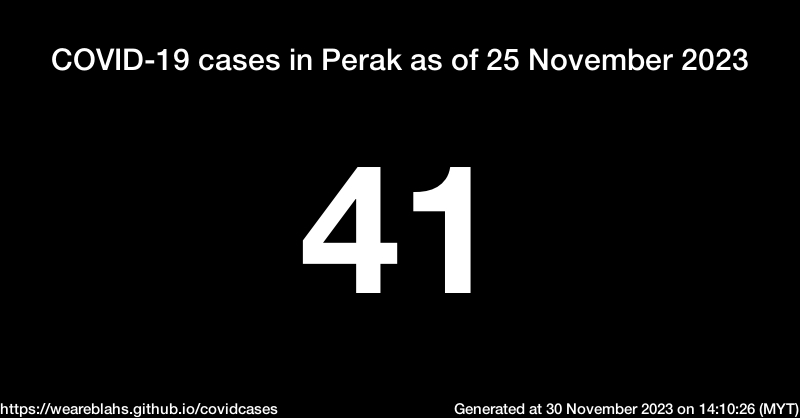 COVID-19 cases in Perak as of 25 November 2023
41
https://weareblahs.github.io/covidcases
Generated at 30 November 2023 on 14:10:26 (MYT)